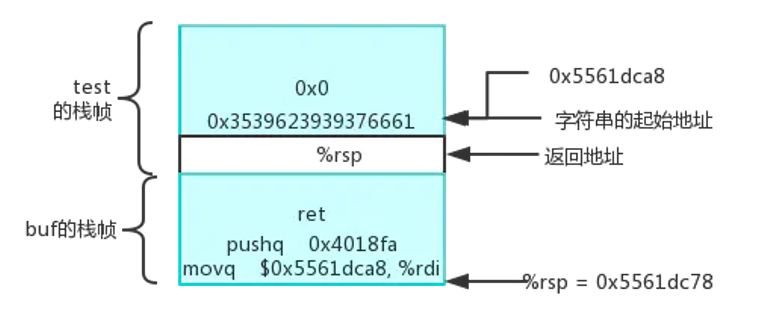 test
的栈帧
0x0
0x3539623939376661
0x5561dca8
字符串的起始地址
%rsp
返回地址
buf的栈帧
ret
pushq 0x4018fa
movq $0x5561dca8, %rdi
%rsp = 0x5561dc78